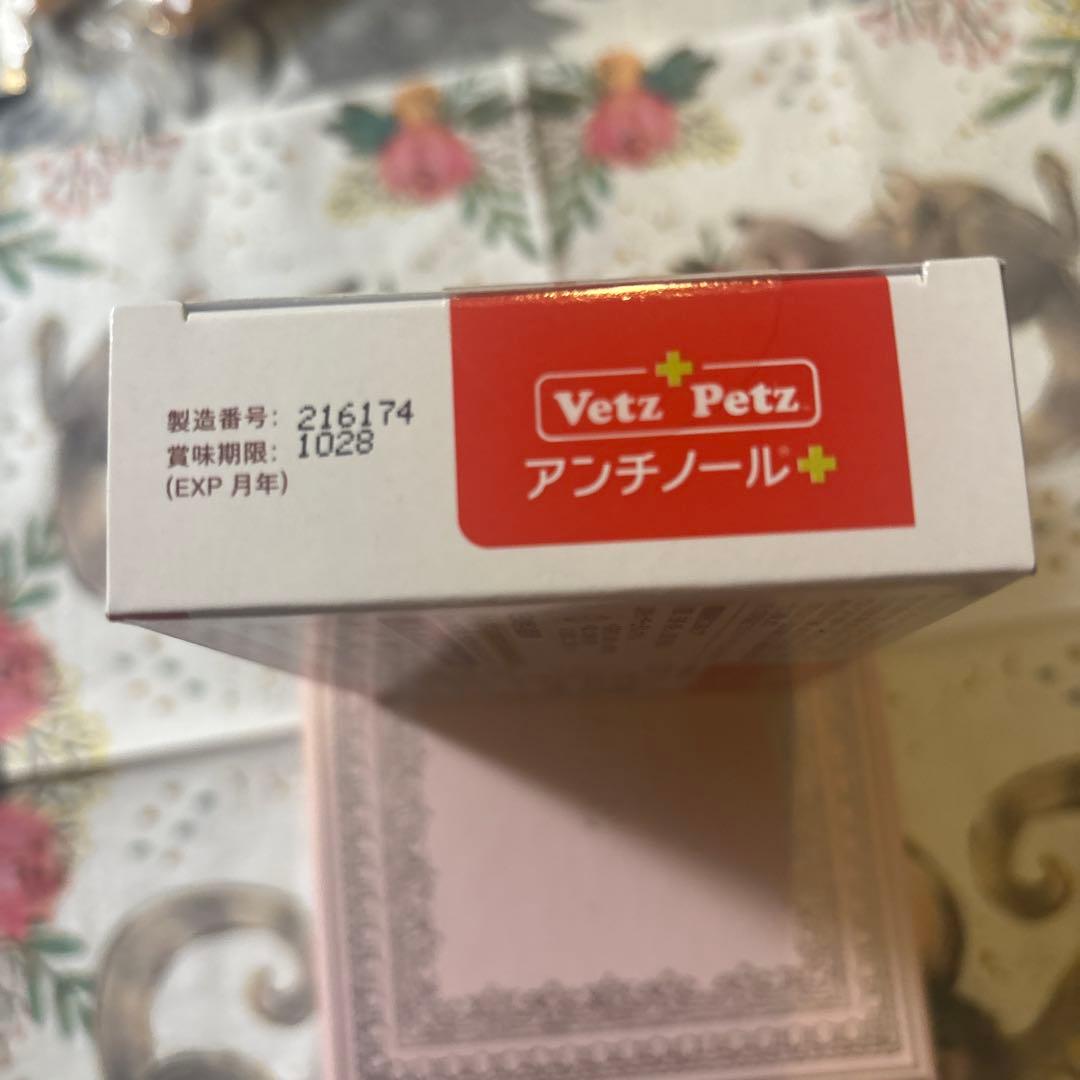 製造番号: 216174
賞味期限: 1028
(EXP 月年)
Vetz Petz
アンチノール®+